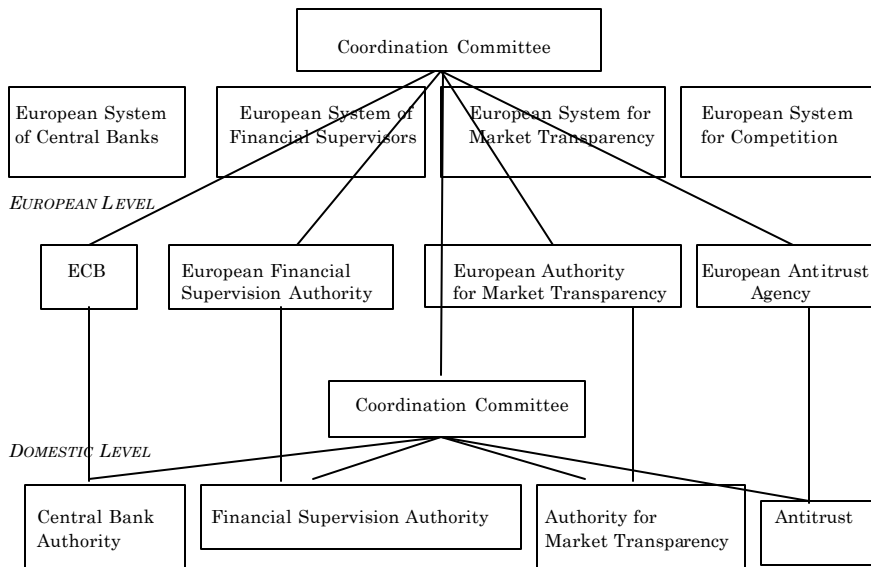 Coordination Committee
European System
of Central Banks
European System of
Financial Supervisors
European System for
Market Transparency
European System
for Competition
EUROPEAN LEVEL
ECB
European Financial
Supervision Authority
European Authority
for Market Transparency
European Antitrust
Agency
Coordination Committee
DOMESTIC LEVEL
Central Bank
Authority
Financial Supervision Authority
Authority for
Market Transparency
Antitrust